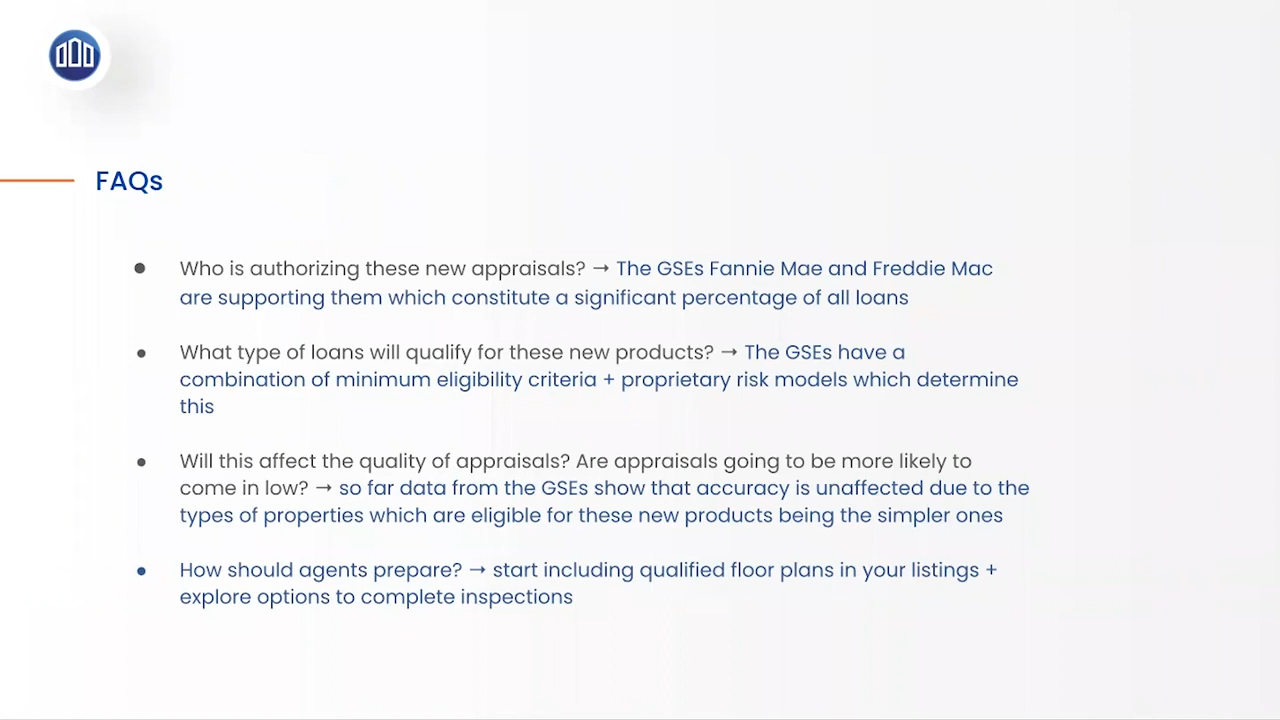 FAQs
● Who is authorizing these new appraisals? → The GSEs Fannie Mae and Freddie Mac
are supporting them which constitute a significant percentage of all loans
● What type of loans will qualify for these new products? → The GSEs have a
combination of minimum eligibility criteria + proprietary risk models which determine
this
● Will this affect the quality of appraisals? Are appraisals going to be more likely to
come in low? → so far data from the GSEs show that accuracy is unaffected due to the
types of properties which are eligible for these new products being the simpler ones
● How should agents prepare? → start including qualified floor plans in your listings +
explore options to complete inspections